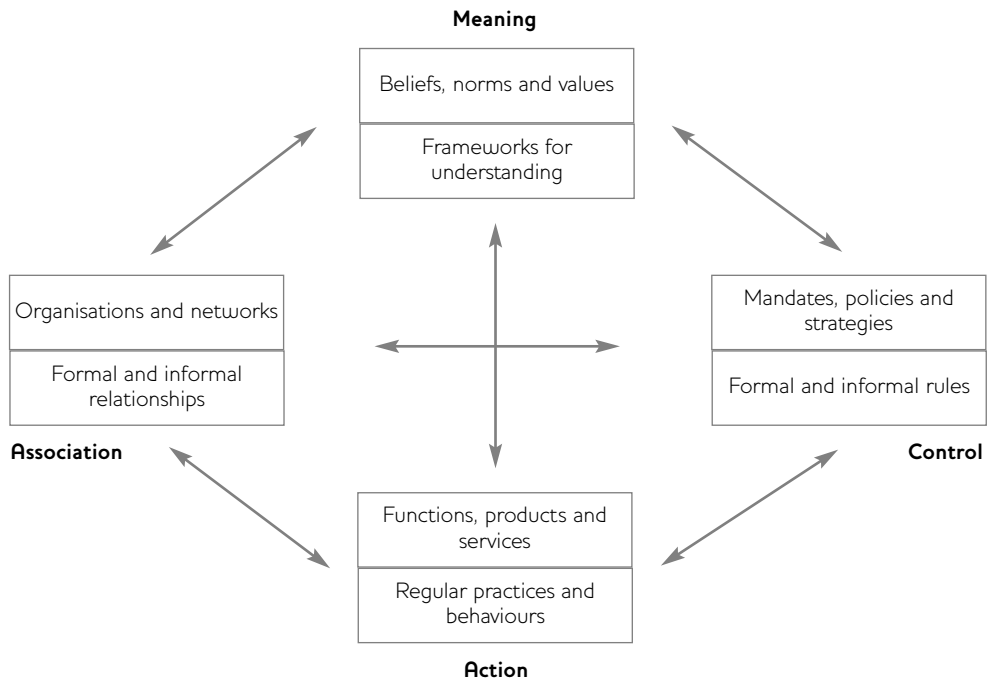 Meaning
Beliefs, norms and values
Frameworks for
understanding
Organisations and networks
Formal and informal
relationships
Association
Mandates, policies and
strategies
Formal and informal rules
Control
Functions, products and
services
Regular practices and
behaviours
Action